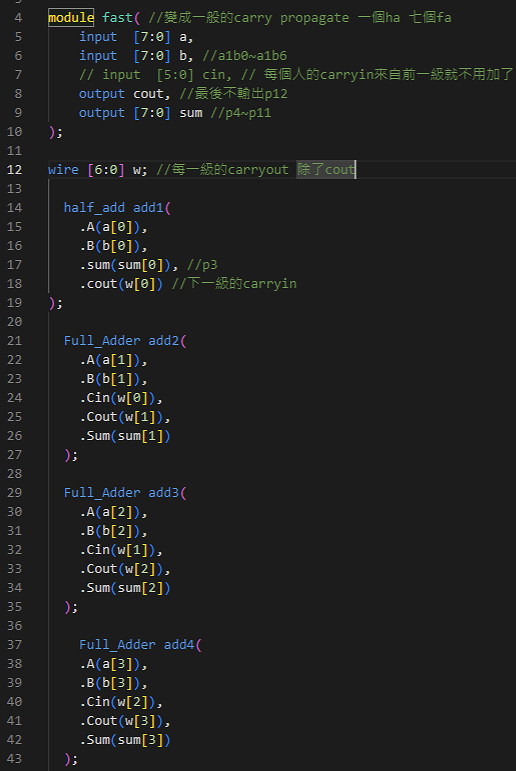 4 module fast( //變成一般的carry propagate 一個ha 七個fa
5 input [7:0] a,
6 input [7:0] b, //a1b0~a1b6
7 // input [5:0] cin, // 每個人的carryin來自前一級就不用加了
8 output cout, //最後不輸出p12
9 output [7:0] sum //p4~p11
10 );
11
12 wire [6:0] w; //每一級的carryout 除了cout
13
14 half_add add1(
15 .A(a[0]),
16 .B(b[0]),
17 .sum(sum[0]), //p3
18 .cout(w[0]) //下一級的carryin
19 );
20
21 Full_Adder add2(
22 .A(a[1]),
23 .B(b[1]),
24 .Cin(w[0]),
25 .Cout(w[1]),
26 .Sum(sum[1])
27 );
28
29 Full_Adder add3(
30 .A(a[2]),
31 .B(b[2]),
32 .Cin(w[1]),
33 .Cout(w[2]),
34 .Sum(sum[2])
35 );
36
37 Full_Adder add4(
38 .A(a[3]),
39 .B(b[3]),
40 .Cin(w[2]),
41 .Cout(w[3]),
42 .Sum(sum[3])
43 );